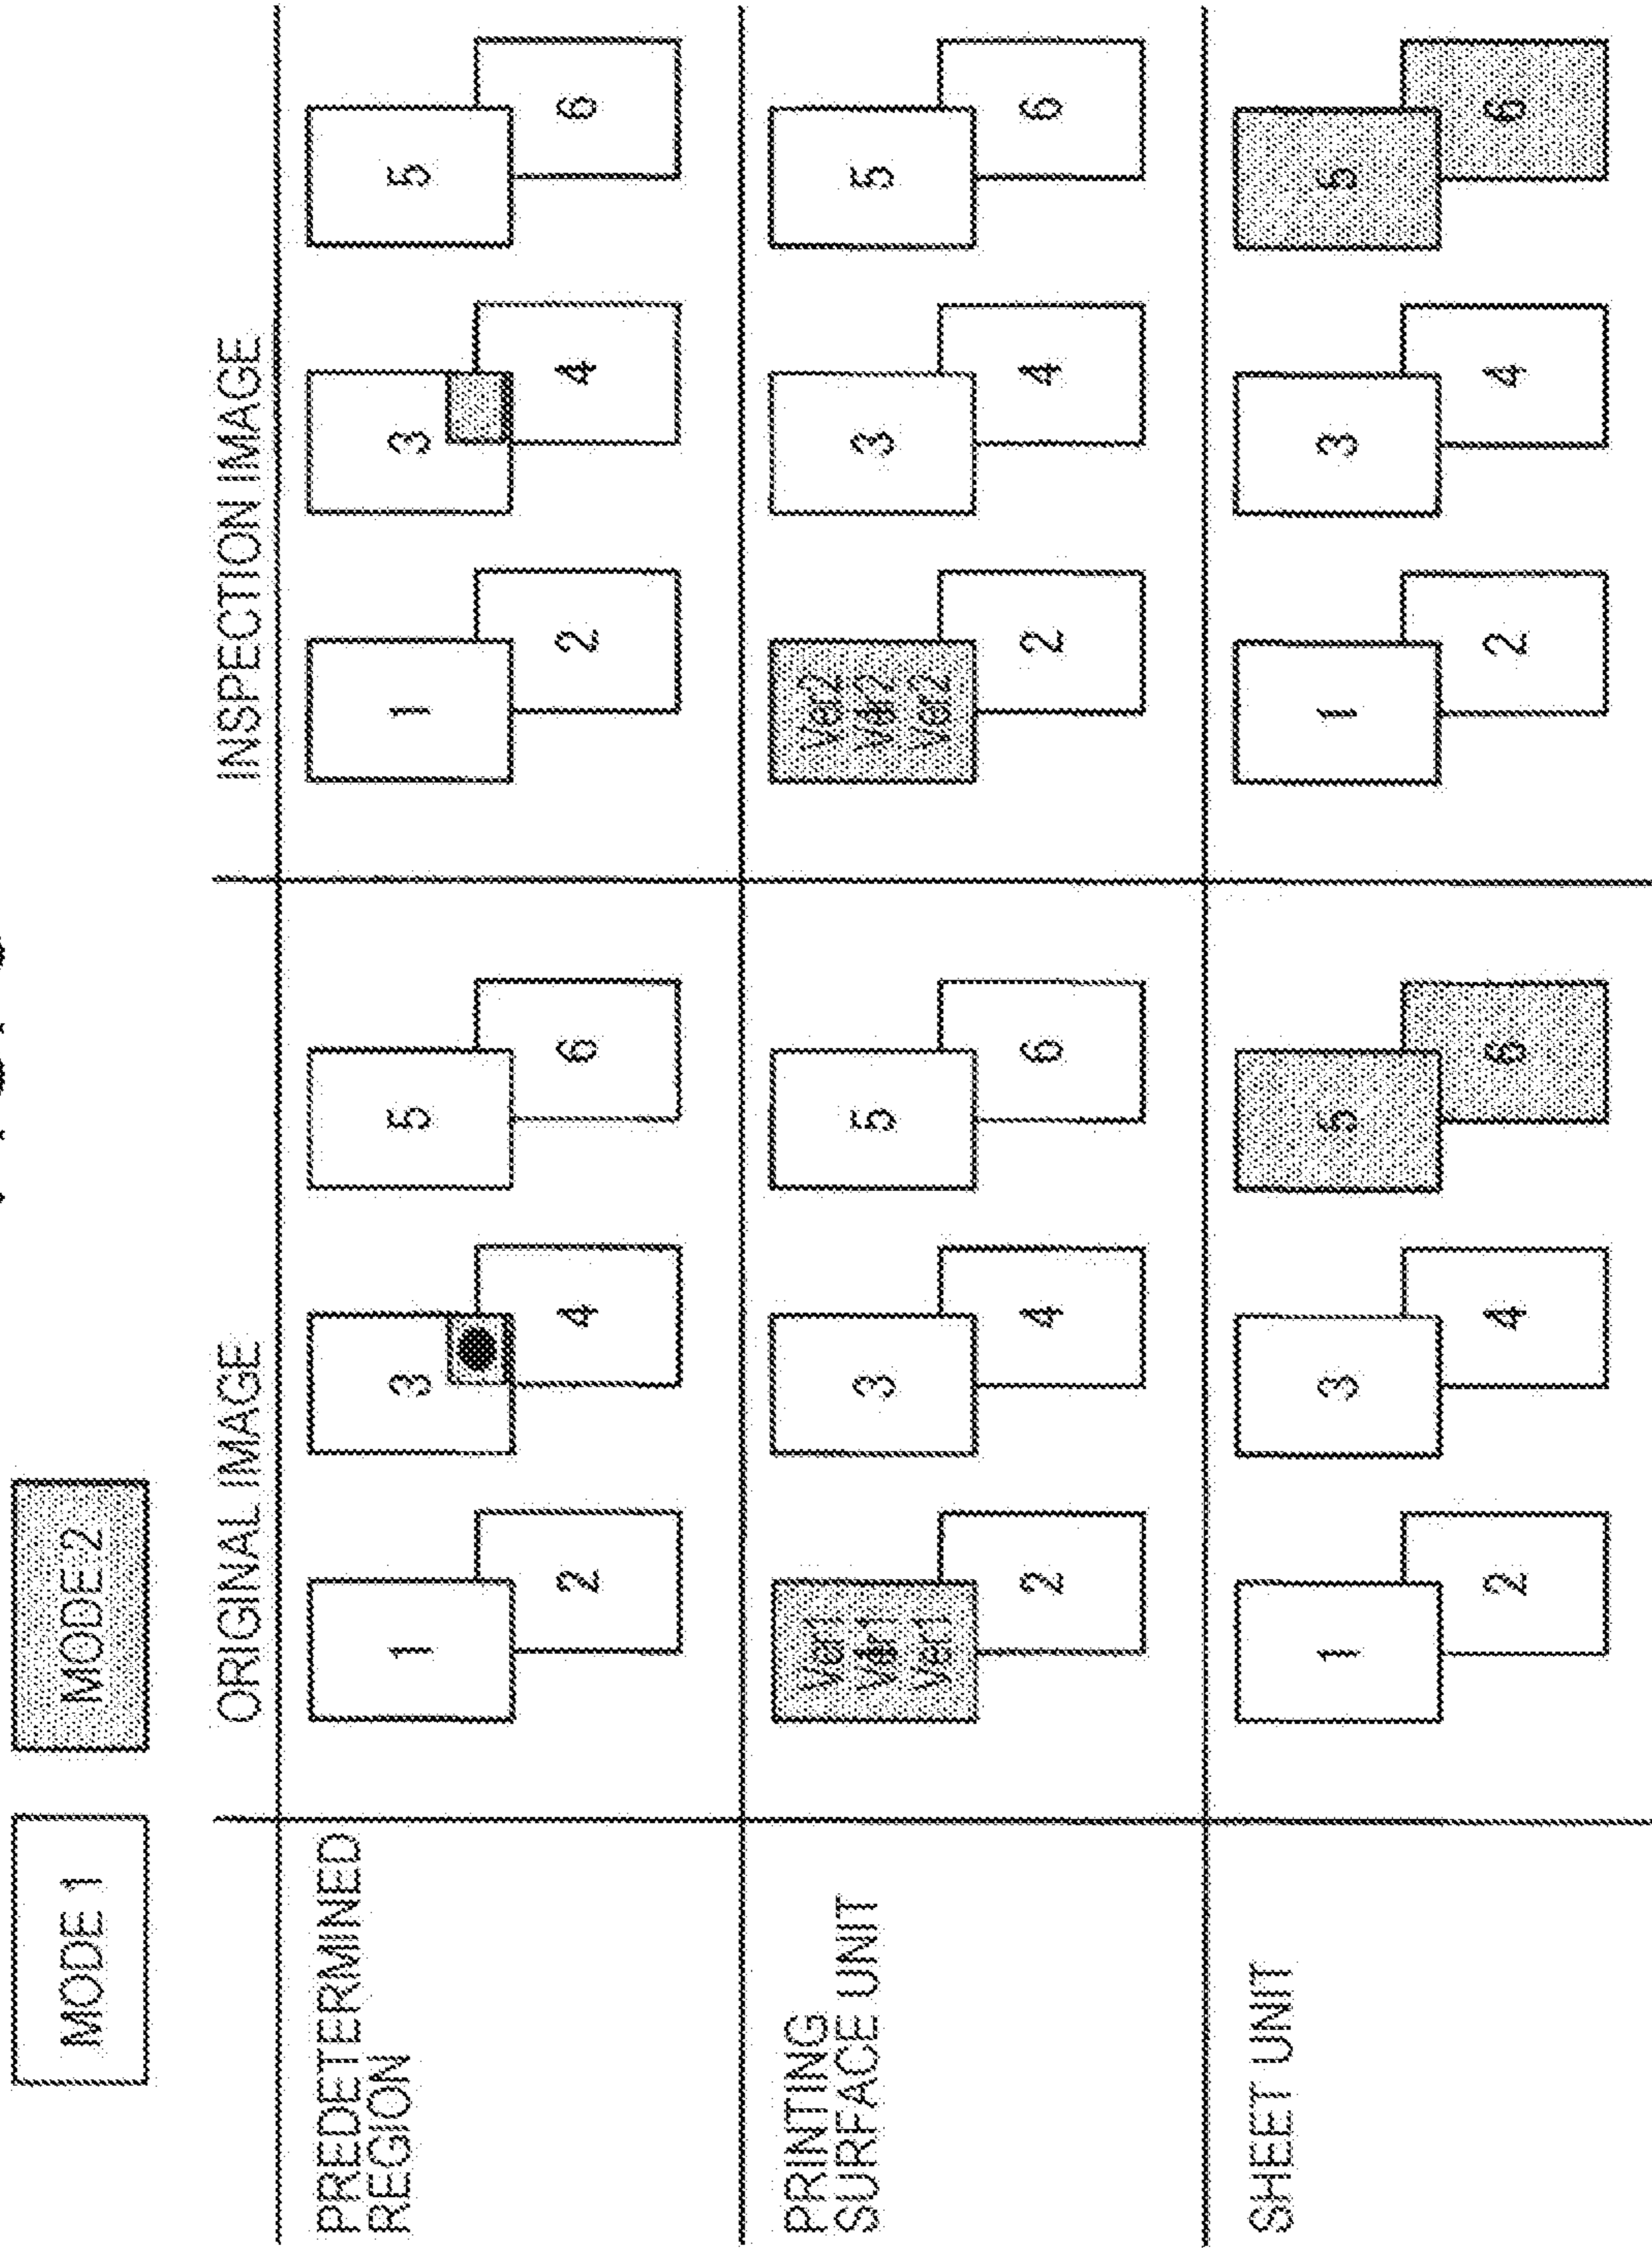 MODE 1
MODE 2
ORIGINAL IMAGE
INSPECTION IMAGE
PREDETERMINED
REGION
1
2
3
4
5
6
1
2
3
4
5
6
PRINTING
SURFACE UNIT
Ver1
Ver1
Ver1
2
3
4
5
6
Ver2
Ver2
Ver2
2
3
4
5
6
SHEET UNIT
1
2
3
4
5
6
1
2
3
4
5
6